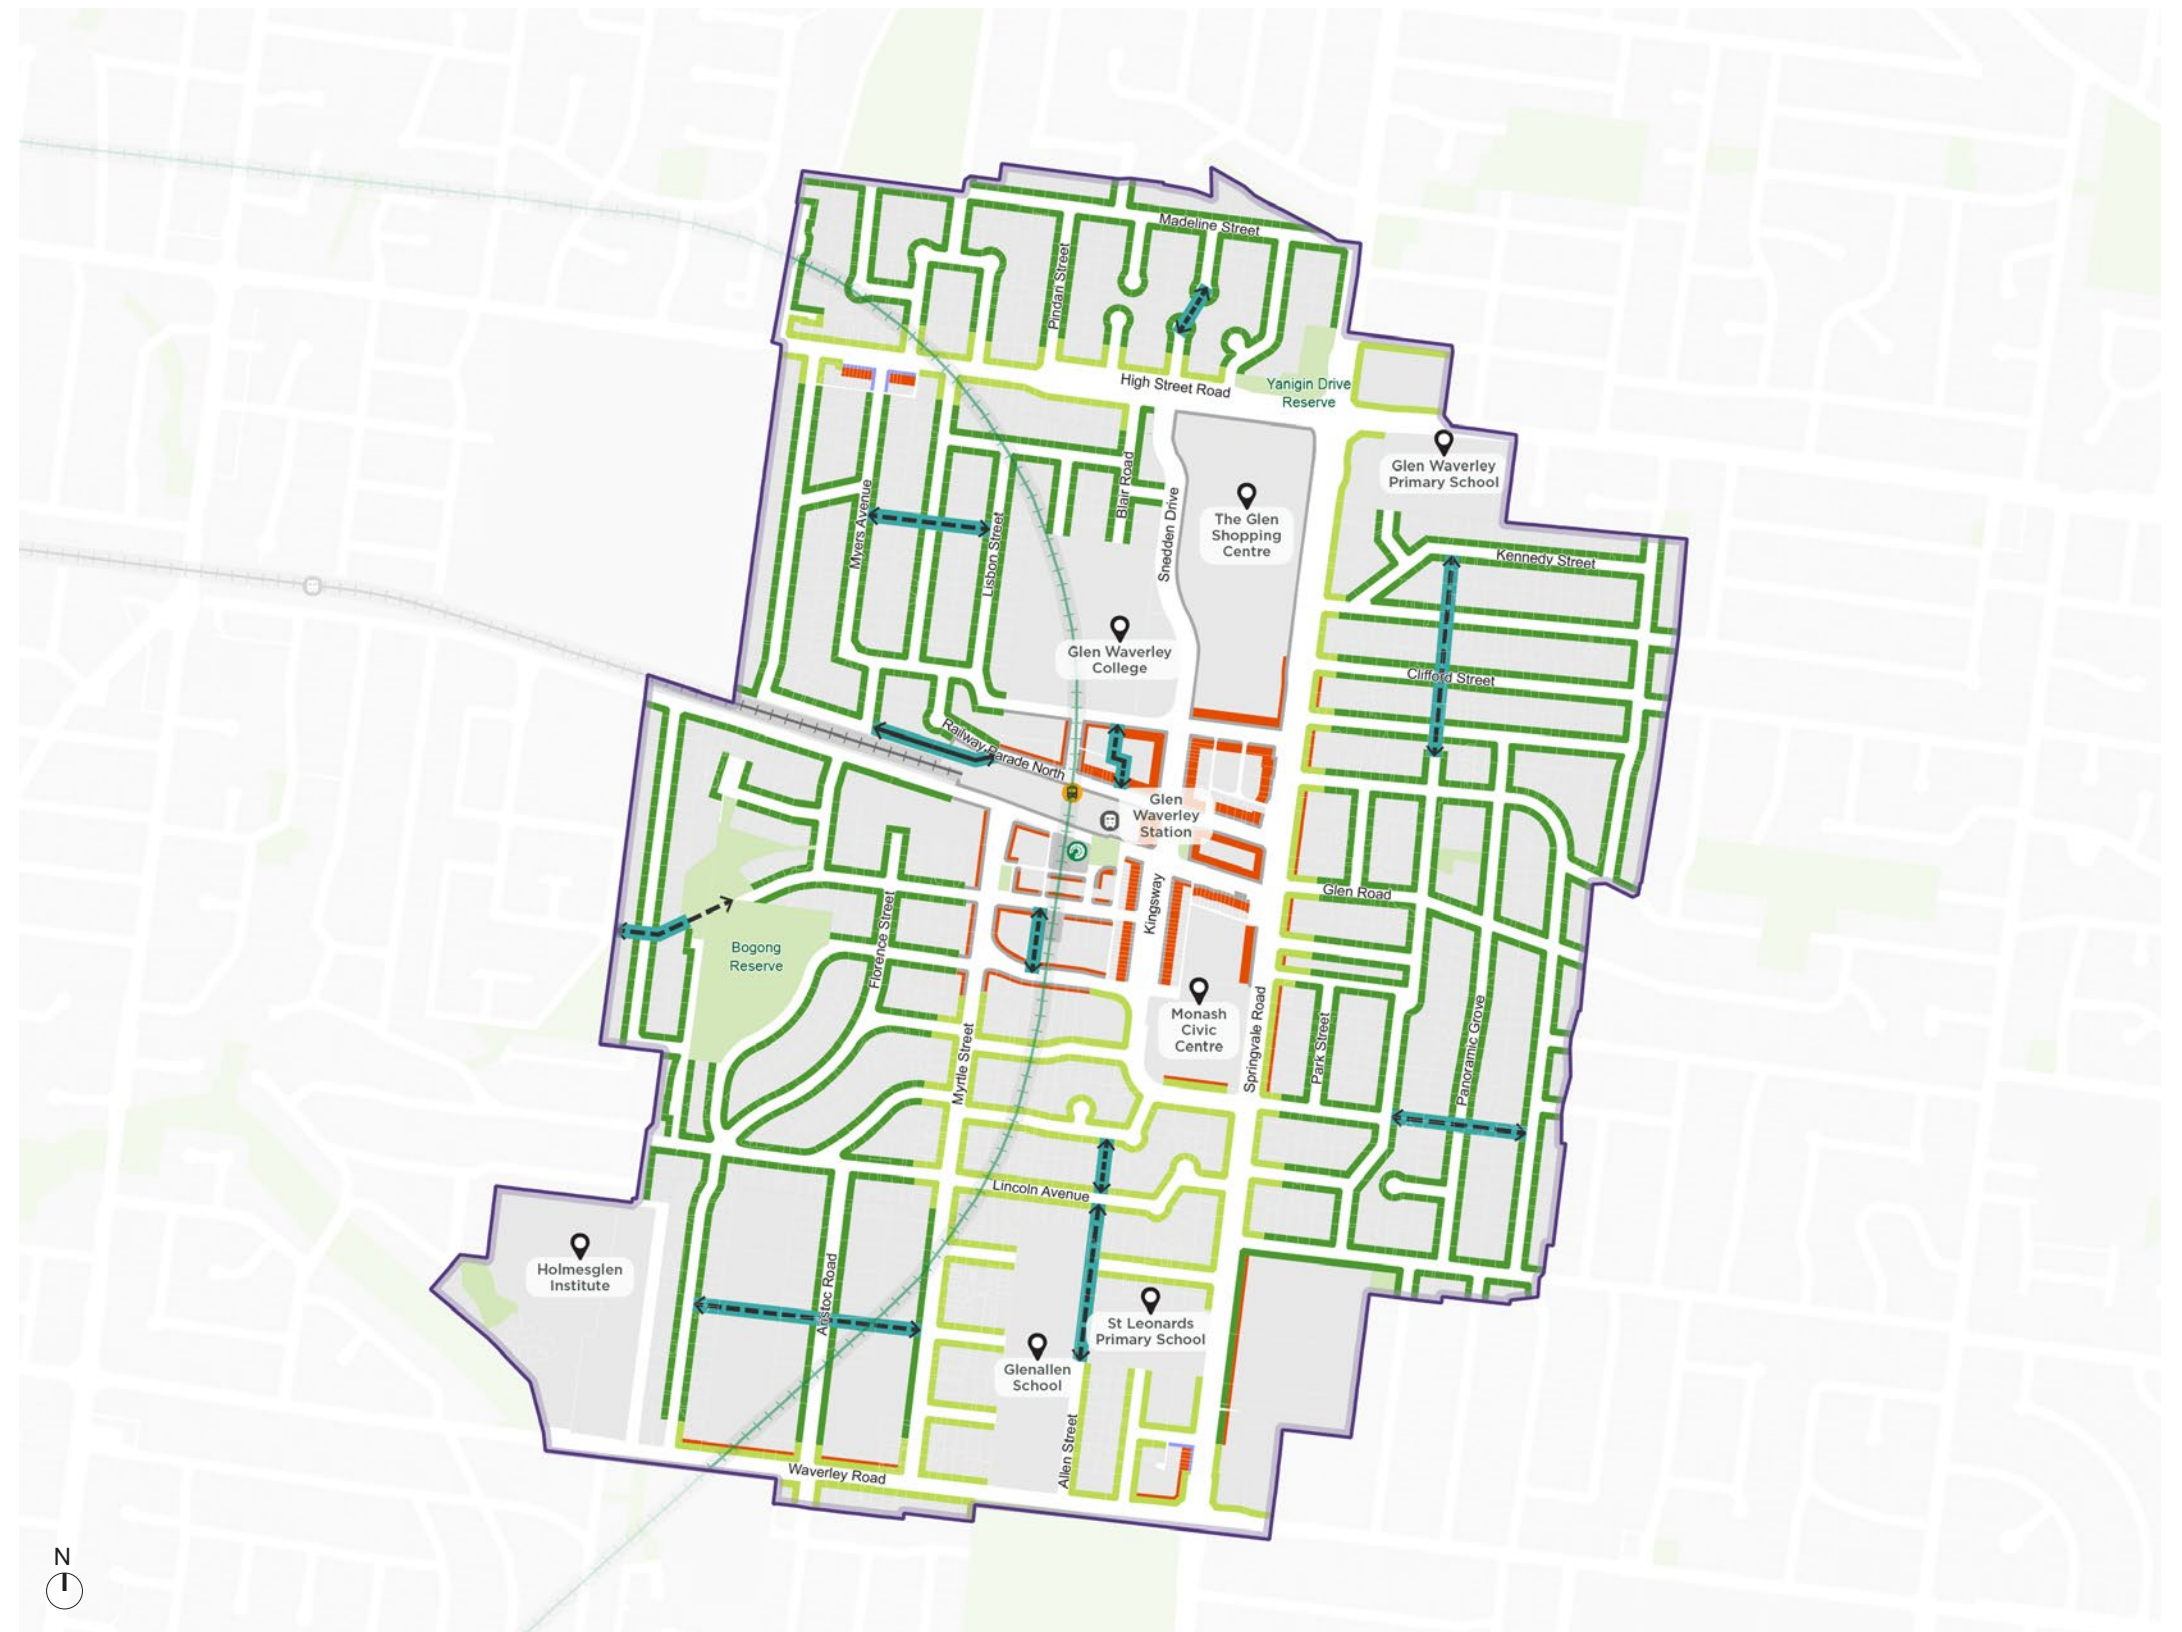 Madeline Street
Pindari Street
High Street Road
Yanigin Drive
Reserve
Glen Waverley
Primary School
Blair Road
Snedden Drive
The Glen
Shopping
Centre
Myers Avenue
Lisbon Street
Kennedy Street
Glen Waverley
College
Clifford Street
Railway Parade North
Glen
Waverley
Station
Glen Road
Kingsway
Florence Street
Bogong
Reserve
Monash
Civic
Centre
Springvale Road
Park Street
Panoramic Grove
Myrtle Street
Lincoln Avenue
Holmesglen
Institute
Aristoc Road
St Leonards
Primary School
Glenallen
School
Allen Street
Waverley Road
N